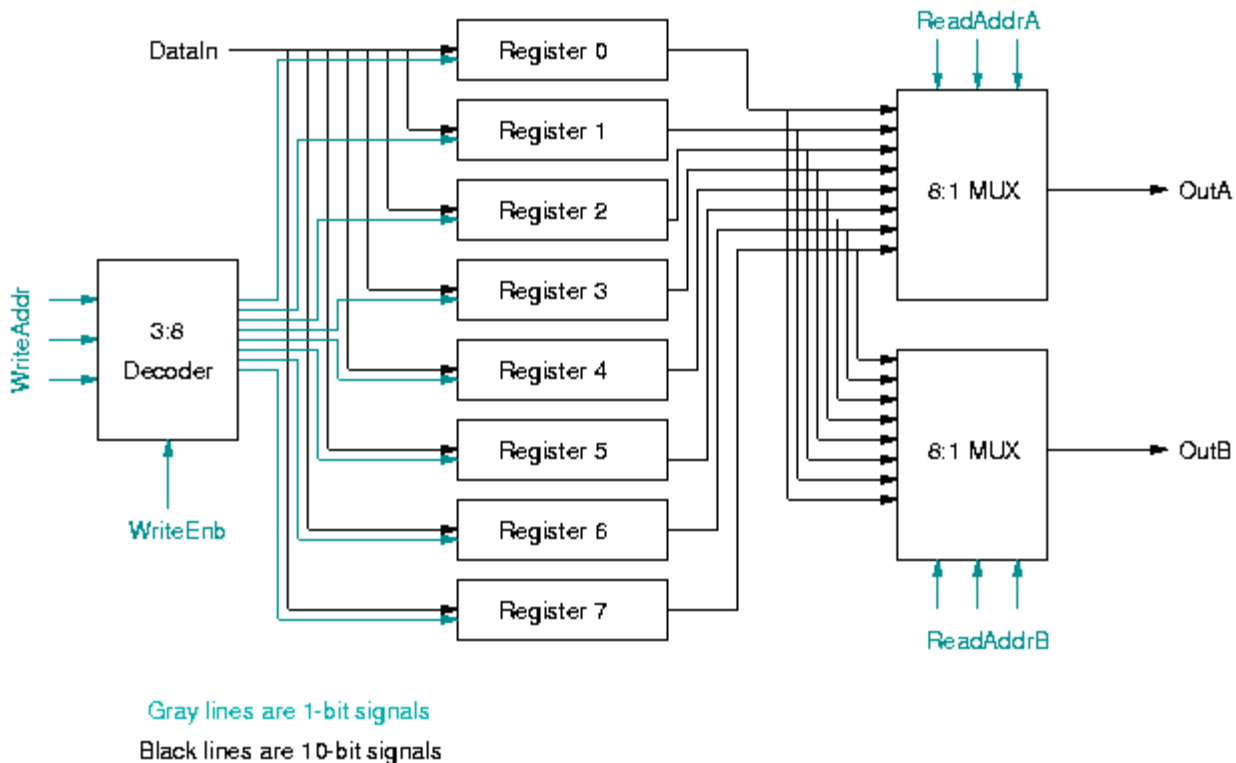 DataIn
Register 0
Register 1
Register 2
Register 3
Register 4
Register 5
Register 6
Register 7
WriteAddr
3:8
Decoder
WriteEnb
ReadAddrA
8:1 MUX
OutA
8:1 MUX
OutB
ReadAddrB
Gray lines are 1-bit signals
Black lines are 10-bit signals